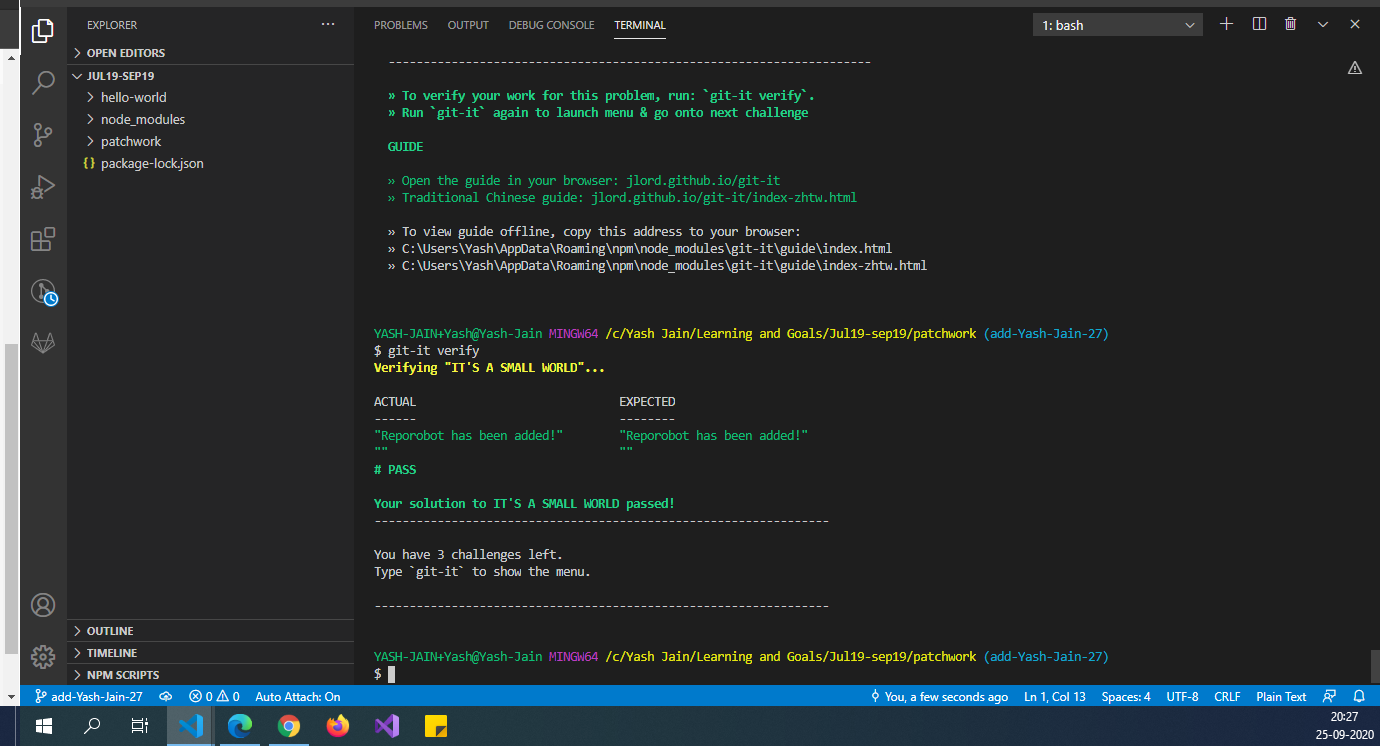 EXPLORER
OPEN EDITORS
JUL19-SEP19
hello-world
node_modules
patchwork
{} package-lock.json
OUTLINE
TIMELINE
NPM SCRIPTS
PROBLEMS OUTPUT DEBUG CONSOLE TERMINAL
1: bash
---------------------------------------------------------------------
» To verify your work for this problem, run: `git-it verify`.
» Run `git-it` again to launch menu & go onto next challenge
GUIDE
» Open the guide in your browser: jlord.github.io/git-it
» Traditional Chinese guide: jlord.github.io/git-it/index-zhtw.html
» To view guide offline, copy this address to your browser:
» C:\Users\Yash\AppData\Roaming\npm\node_modules\git-it\guide\index.html
» C:\Users\Yash\AppData\Roaming\npm\node_modules\git-it\guide\index-zhtw.html
YASH-JAIN+Yash@Yash-Jain MINGW64 /c/Yash Jain/Learning and Goals/Jul19-sep19/patchwork (add-Yash-Jain-27)
$ git-it verify
Verifying "IT'S A SMALL WORLD"...
ACTUAL EXPECTED
------ --------
"Reporobot has been added!" "Reporobot has been added!"
"" ""
# PASS
Your solution to IT'S A SMALL WORLD passed!
-----------------------------------------------------------------
You have 3 challenges left.
Type `git-it` to show the menu.
-----------------------------------------------------------------
YASH-JAIN+Yash@Yash-Jain MINGW64 /c/Yash Jain/Learning and Goals/Jul19-sep19/patchwork (add-Yash-Jain-27)
$
add-Yash-Jain-27 0 0 Auto Attach: On You, a few seconds ago Ln 1, Col 13 Spaces: 4 UTF-8 CRLF Plain Text
20:27
25-09-2020